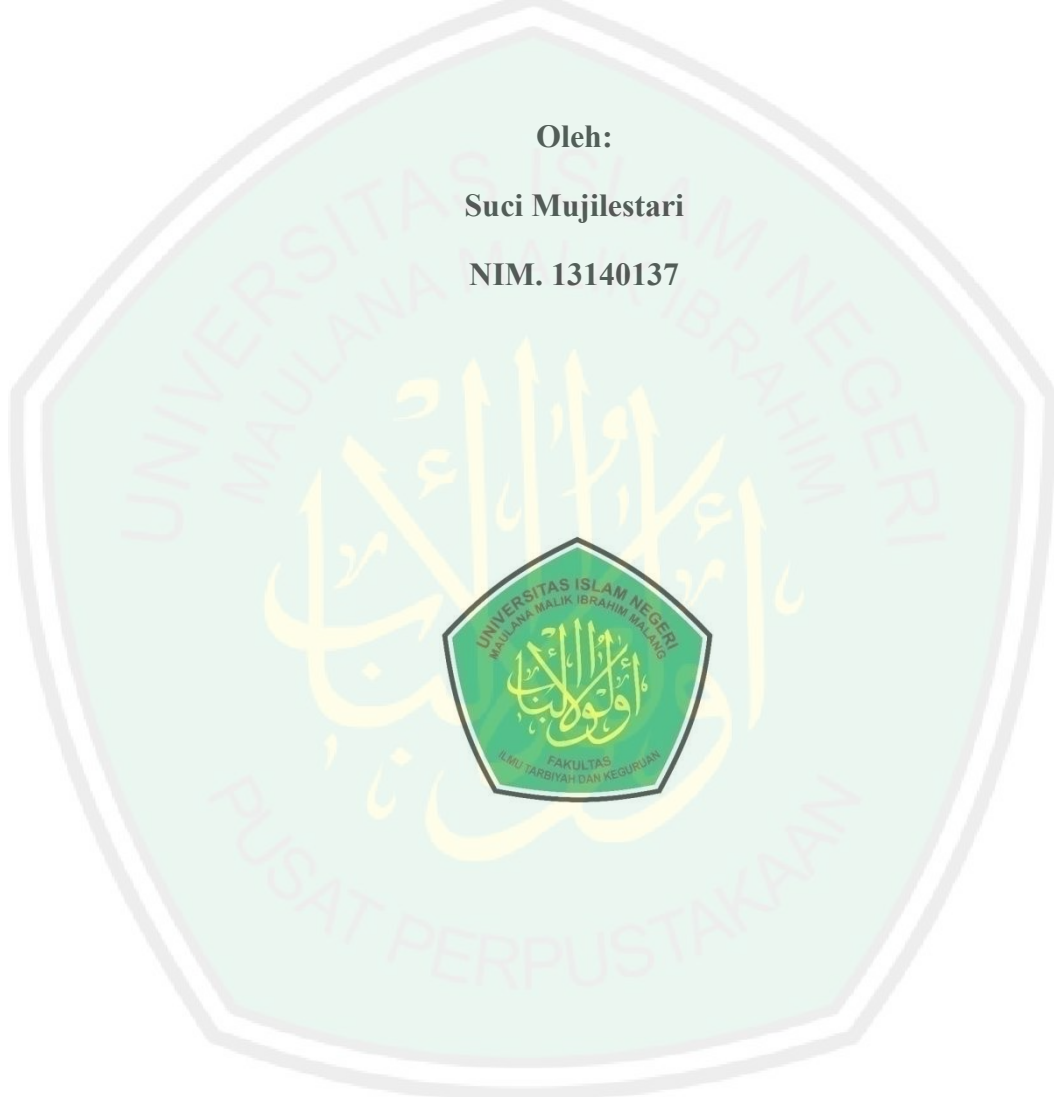 Oleh:
Suci Mujilestari
NIM. 13140137
UNIVERSITAS ISLAM NEGERI
MAULANA MALIK IBRAHIM
UNIVERSITAS ISLAM NEGERI
MAULANA MALIK IBRAHIM MALANG
أولو الألباب
FAKULTAS
ILMU TARBIYAH DAN KEGURUAN
PUSAT PERPUSTAKAAN